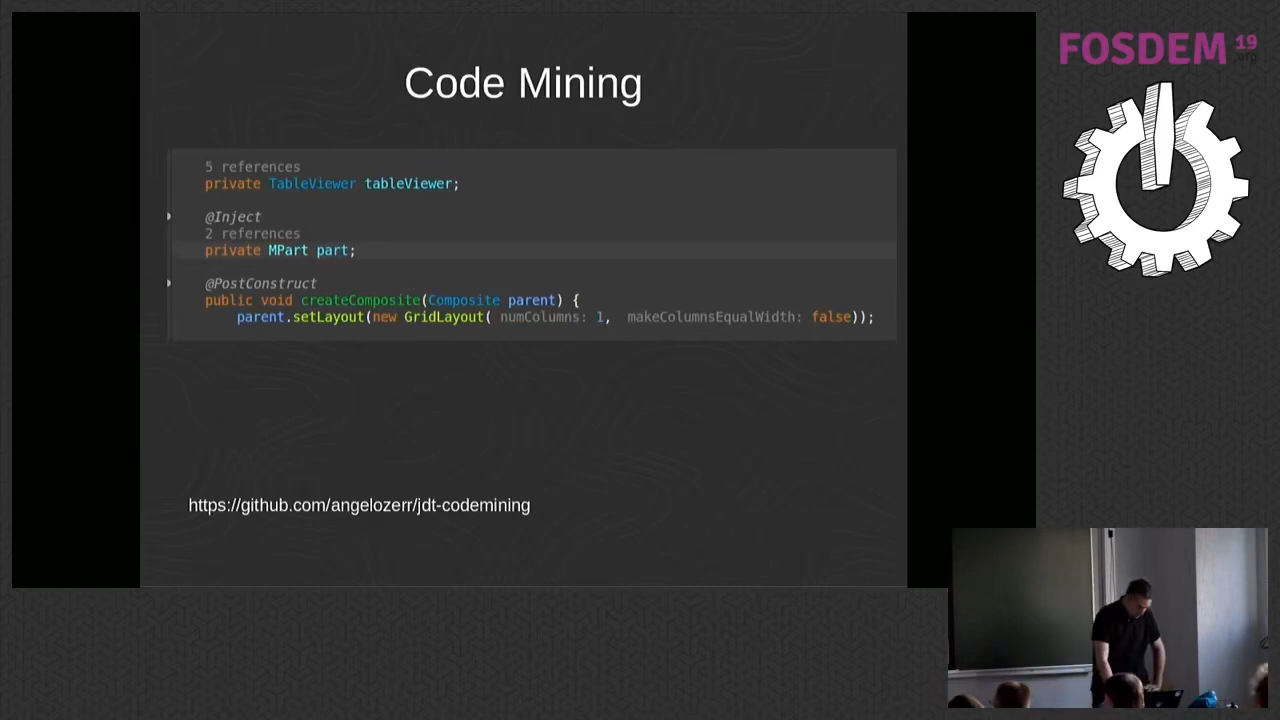 Code Mining
5 references
private TableViewer tableViewer;
@Inject
2 references
private MPart part;
@PostConstruct
public void createComposite(Composite parent) {
parent.setLayout(new GridLayout( numColumns: 1,  makeColumnsEqualWidth: false));
https://github.com/angelozerr/jdt-codemining
FOSDEM 19
.org